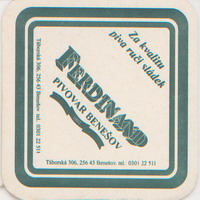 Za kvalitu
piva ručí sládek
FERDINAND
PIVOVAR BENEŠOV
Táborská 306, 256 43 Benešov, tel. 0301 22 511
Táborská 306, 256 43 Benešov, tel. 0301 22 511